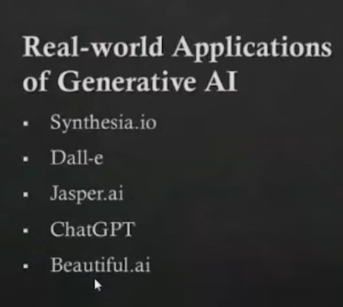 Real-world Applications
of Generative AI
▪ Synthesia.io
▪ Dall-e
▪ Jasper.ai
▪ ChatGPT
▪ Beautiful.ai